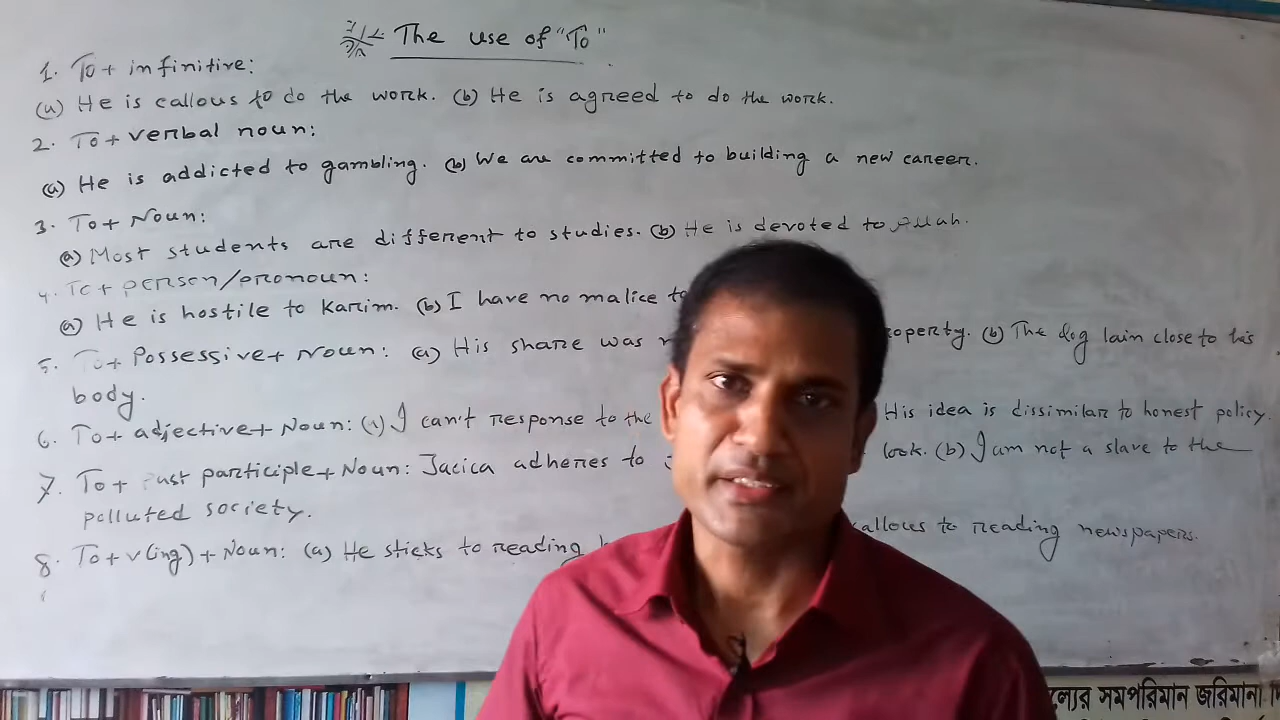 The use of "To"
1. To + infinitive:
(a) He is callous to do the work. (b) He is agreed to do the work.
2. To + verbal noun:
(a) He is addicted to gambling. (b) We are committed to building a new career.
3. To + Noun:
(a) Most students are different to studies. (b) He is devoted to Allah.
4. To + person/pronoun:
(a) He is hostile to Karim. (b) I have no malice to
5. To + Possessive + Noun: (a) His share was operty. (b) The dog lain close to his
body.
6. To + adjective + Noun: (a) I can't response to the His idea is dissimilar to honest policy.
7. To + Past participle + Noun: Jacica adheres to look. (b) I am not a slave to the
polluted society.
8. To + v(ing) + Noun: (a) He sticks to reading allous to reading newspapers.
ল্যের সমপরিমান জরিমানা